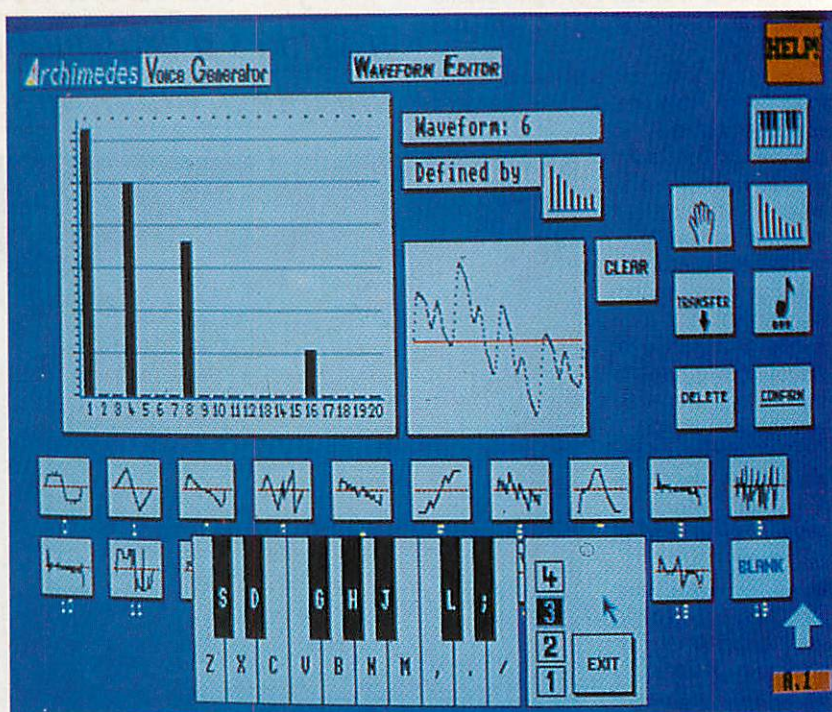 HELP!
Archimedes Voice Generator WAVEFORM EDITOR
Waveform: 6
Defined by
CLEAR
TRANSFER
DELETE CONFIRM
1 2 3 4 5 6 7 8 9 10 11 12 13 14 15 16 17 18 19 20
BLANK
S D G H J L ;
Z X C V B N M , . /
4
3
2
1
EXIT
A.1